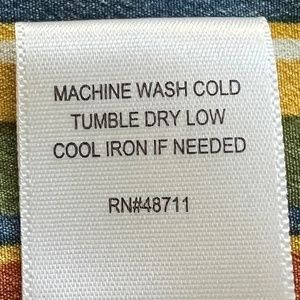 MACHINE WASH COLD
TUMBLE DRY LOW
COOL IRON IF NEEDED
RN#48711